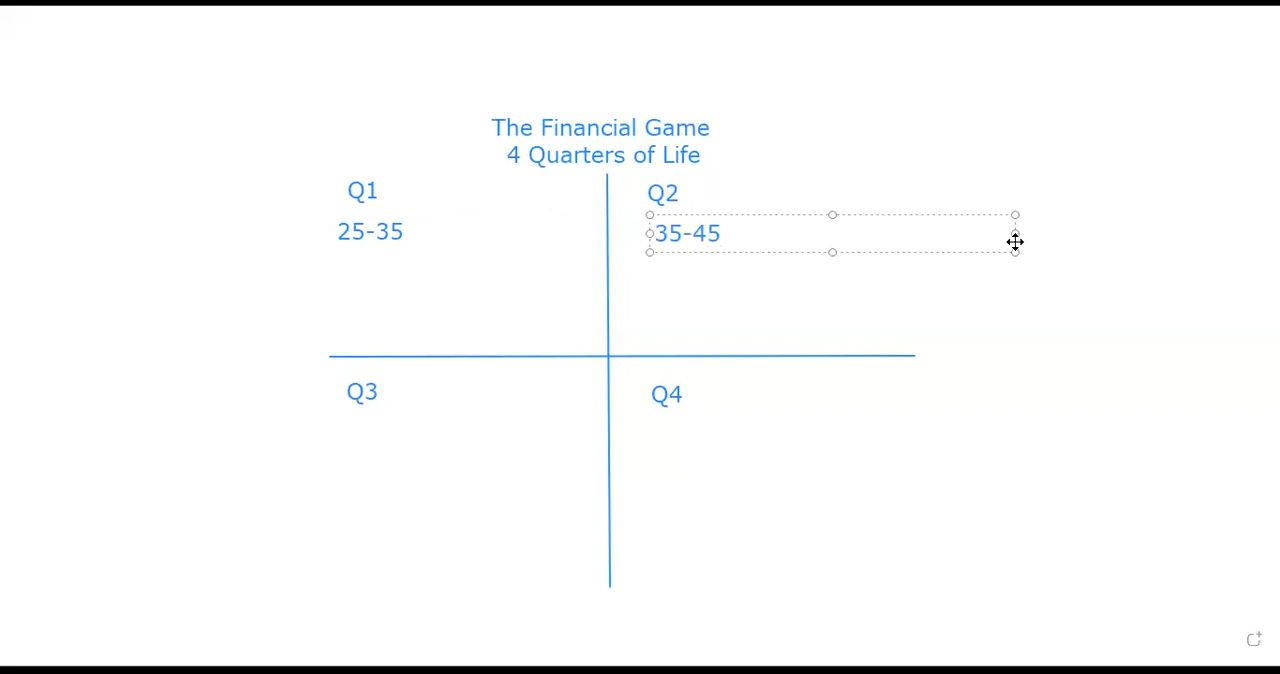 The Financial Game
4 Quarters of Life
Q1
25-35
Q2
35-45
Q3
Q4